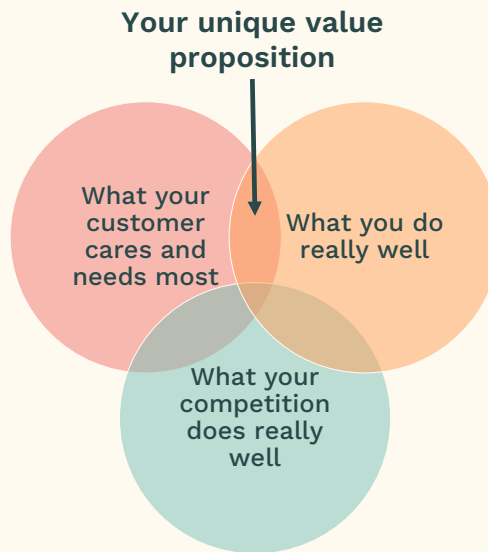 Your unique value
proposition
What your
customer
cares and
needs most
What you do
really well
What your
competition
does really
well